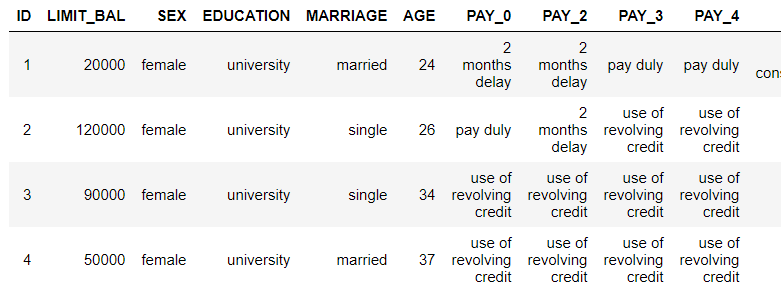 ID LIMIT_BAL SEX EDUCATION MARRIAGE AGE PAY_0 PAY_2 PAY_3 PAY_4
1 20000 female university married 24 2 months delay 2 months delay pay duly pay duly
2 120000 female university single 26 pay duly 2 months delay use of revolving credit use of revolving credit
3 90000 female university single 34 use of revolving credit use of revolving credit use of revolving credit use of revolving credit
4 50000 female university married 37 use of revolving credit use of revolving credit use of revolving credit use of revolving credit